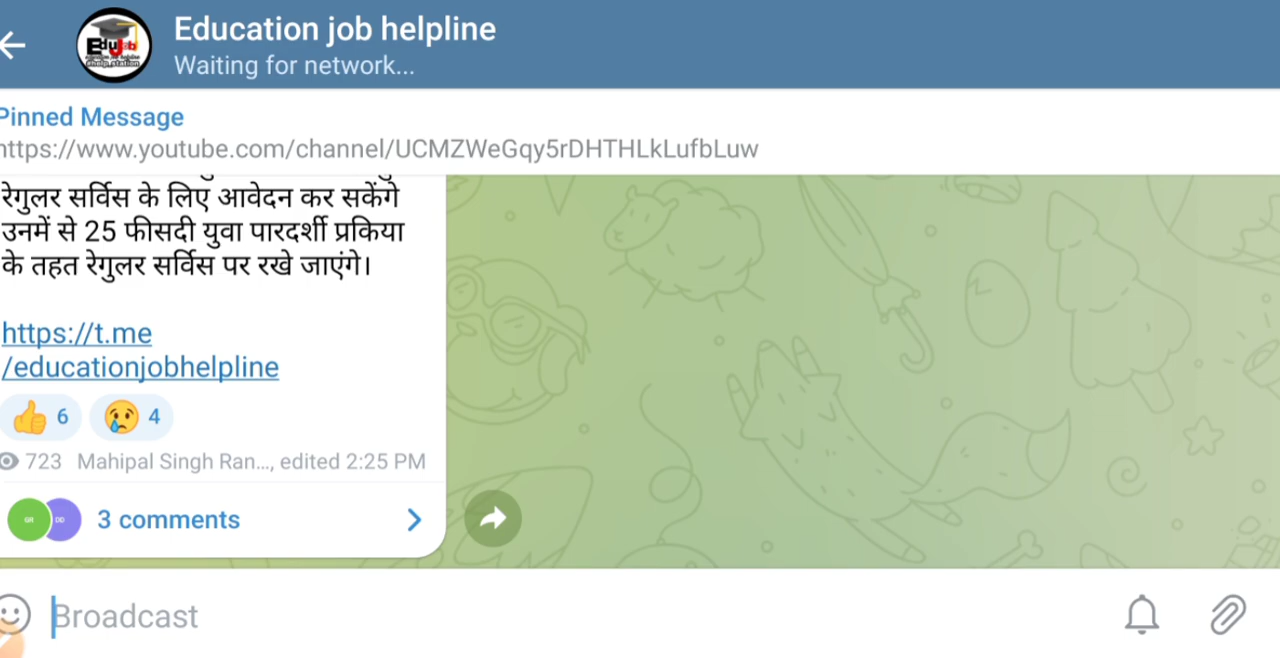 Education job helpline
Waiting for network...
Pinned Message
https://www.youtube.com/channel/UCMZWeGqy5rDHTHLkLufbLuw
रेगुलर सर्विस के लिए आवेदन कर सकेंगे
उनमें से 25 फीसदी युवा पारदर्शी प्रकिया
के तहत रेगुलर सर्विस पर रखे जाएंगे।
https://t.me
/educationjobhelpline
6 4
723 Mahipal Singh Ran..., edited 2:25 PM
GR DD 3 comments
Broadcast